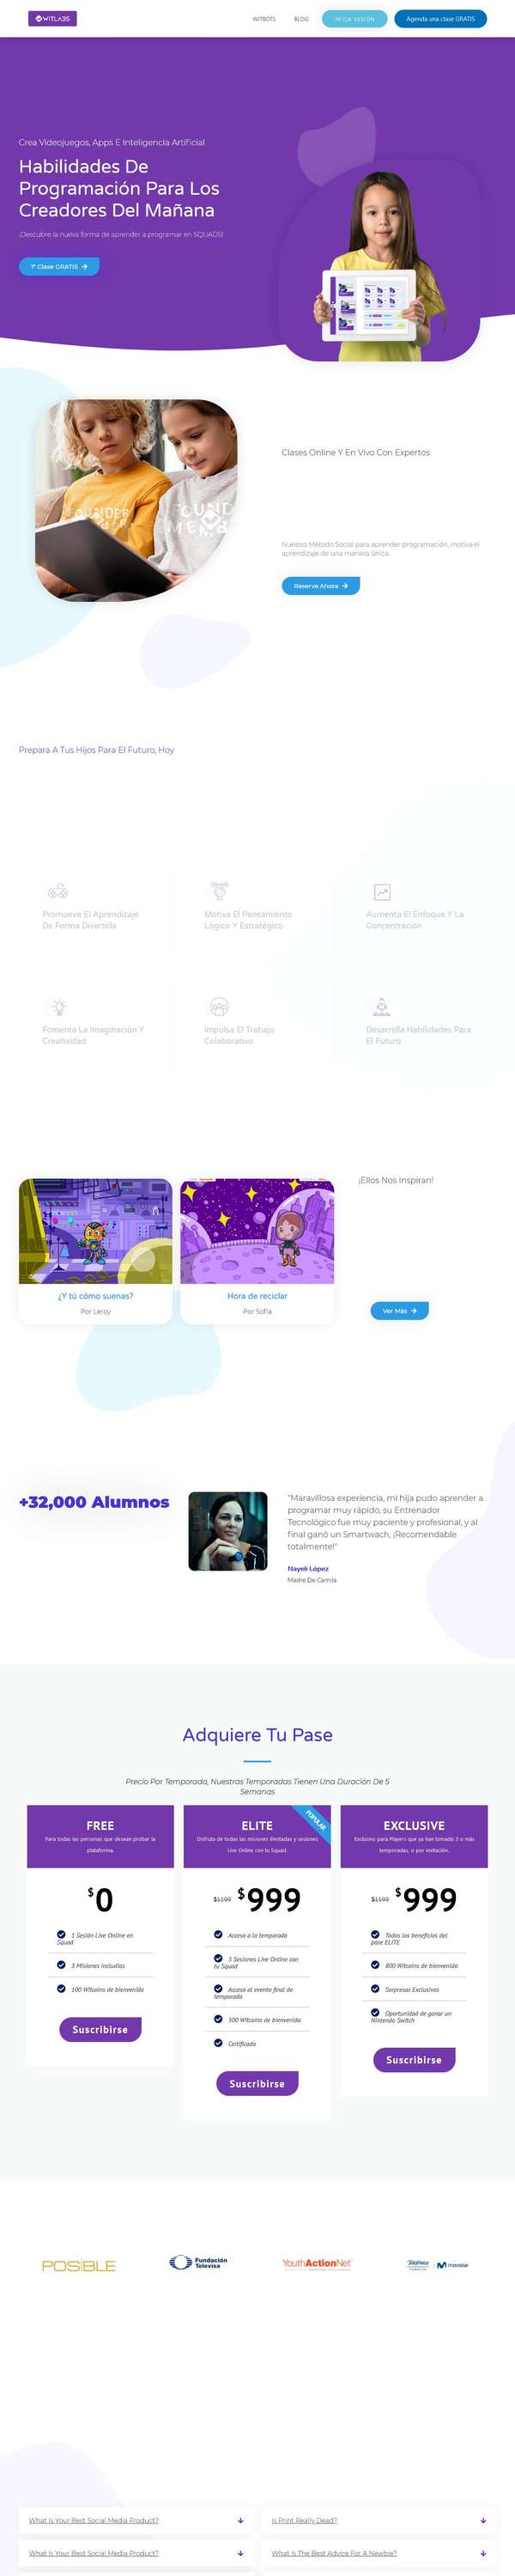 WITLABS
WITBOTS
BLOG
INICIA SESIÓN
Agenda una clase GRATIS
Crea Videojuegos, Apps E Inteligencia Artificial
Habilidades De
Programación Para Los
Creadores Del Mañana
¡Descubre la nueva forma de aprender a programar en SQUADS!
1ª Clase GRATIS
FOUNDER
FOUND
MEMB
Clases Online Y En Vivo Con Expertos
Nuestro Método Social para aprender programación, motiva el
aprendizaje de una manera única.
Reserva Ahora
Prepara A Tus Hijos Para El Futuro, Hoy
Promueve El Aprendizaje
De Forma Divertida
Motiva El Pensamiento
Lógico Y Estratégico
Aumenta El Enfoque Y La
Concentración
Fomenta La Imaginación Y
Creatividad
Impulsa El Trabajo
Colaborativo
Desarrolla Habilidades Para
El Futuro
¡Ellos Nos Inspiran!
¿Y tú cómo suenas?
Por Leroy
Hora de reciclar
Por Sofía
Ver Más
+32,000 Alumnos
"Maravillosa experiencia, mi hija pudo aprender a
programar muy rápido, su Entrenador
Tecnológico fue muy paciente y profesional, y al
final ganó un Smartwach, ¡Recomendable
totalmente!"
Nayeli López
Madre De Camila
Adquiere Tu Pase
Precio Por Temporada, Nuestras Temporadas Tienen Una Duración De 5
Semanas
FREE
Para todas las personas que desean probar la
plataforma.
$0
1 Sesión Live Online en
Squad
3 Misiones incluidas
100 Witcoins de bienvenida
Suscribirse
POPULAR
ELITE
Disfruta de todas las misiones ilimitadas y sesiones
Live Online con tu Squad.
$1199 $999
Acceso a la temporada
5 Sesiones Live Online con
tu Squad
Acceso al evento final de
temporada
500 Witcoins de bienvenida
Certificado
Suscribirse
EXCLUSIVE
Exclusivo para Players que ya han tomado 3 o más
temporadas, o por invitación.
$1199 $999
Todos los beneficios del
pase ELITE
800 Witcoins de bienvenida
Sorpresas Exclusivas
Oportunidad de ganar un
Nintendo Switch
Suscribirse
POSiBLE
Fundación
Televisa
YouthActionNet
Telefónica
movistar
What Is Your Best Social Media Product?
Is Print Really Dead?
What Is Your Best Social Media Product?
What Is The Best Advice For A Newbie?